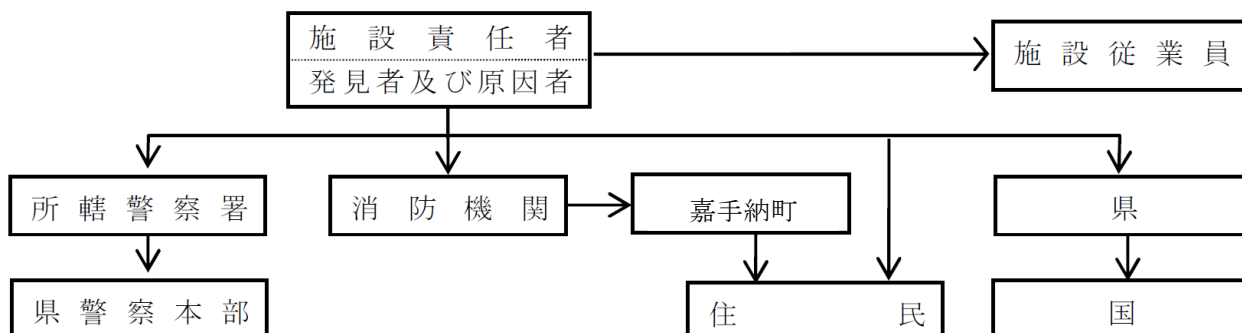 施設責任者
発見者及び原因者
施設従業員
所轄警察署
消防機関
嘉手納町
県
県警察本部
住民
国